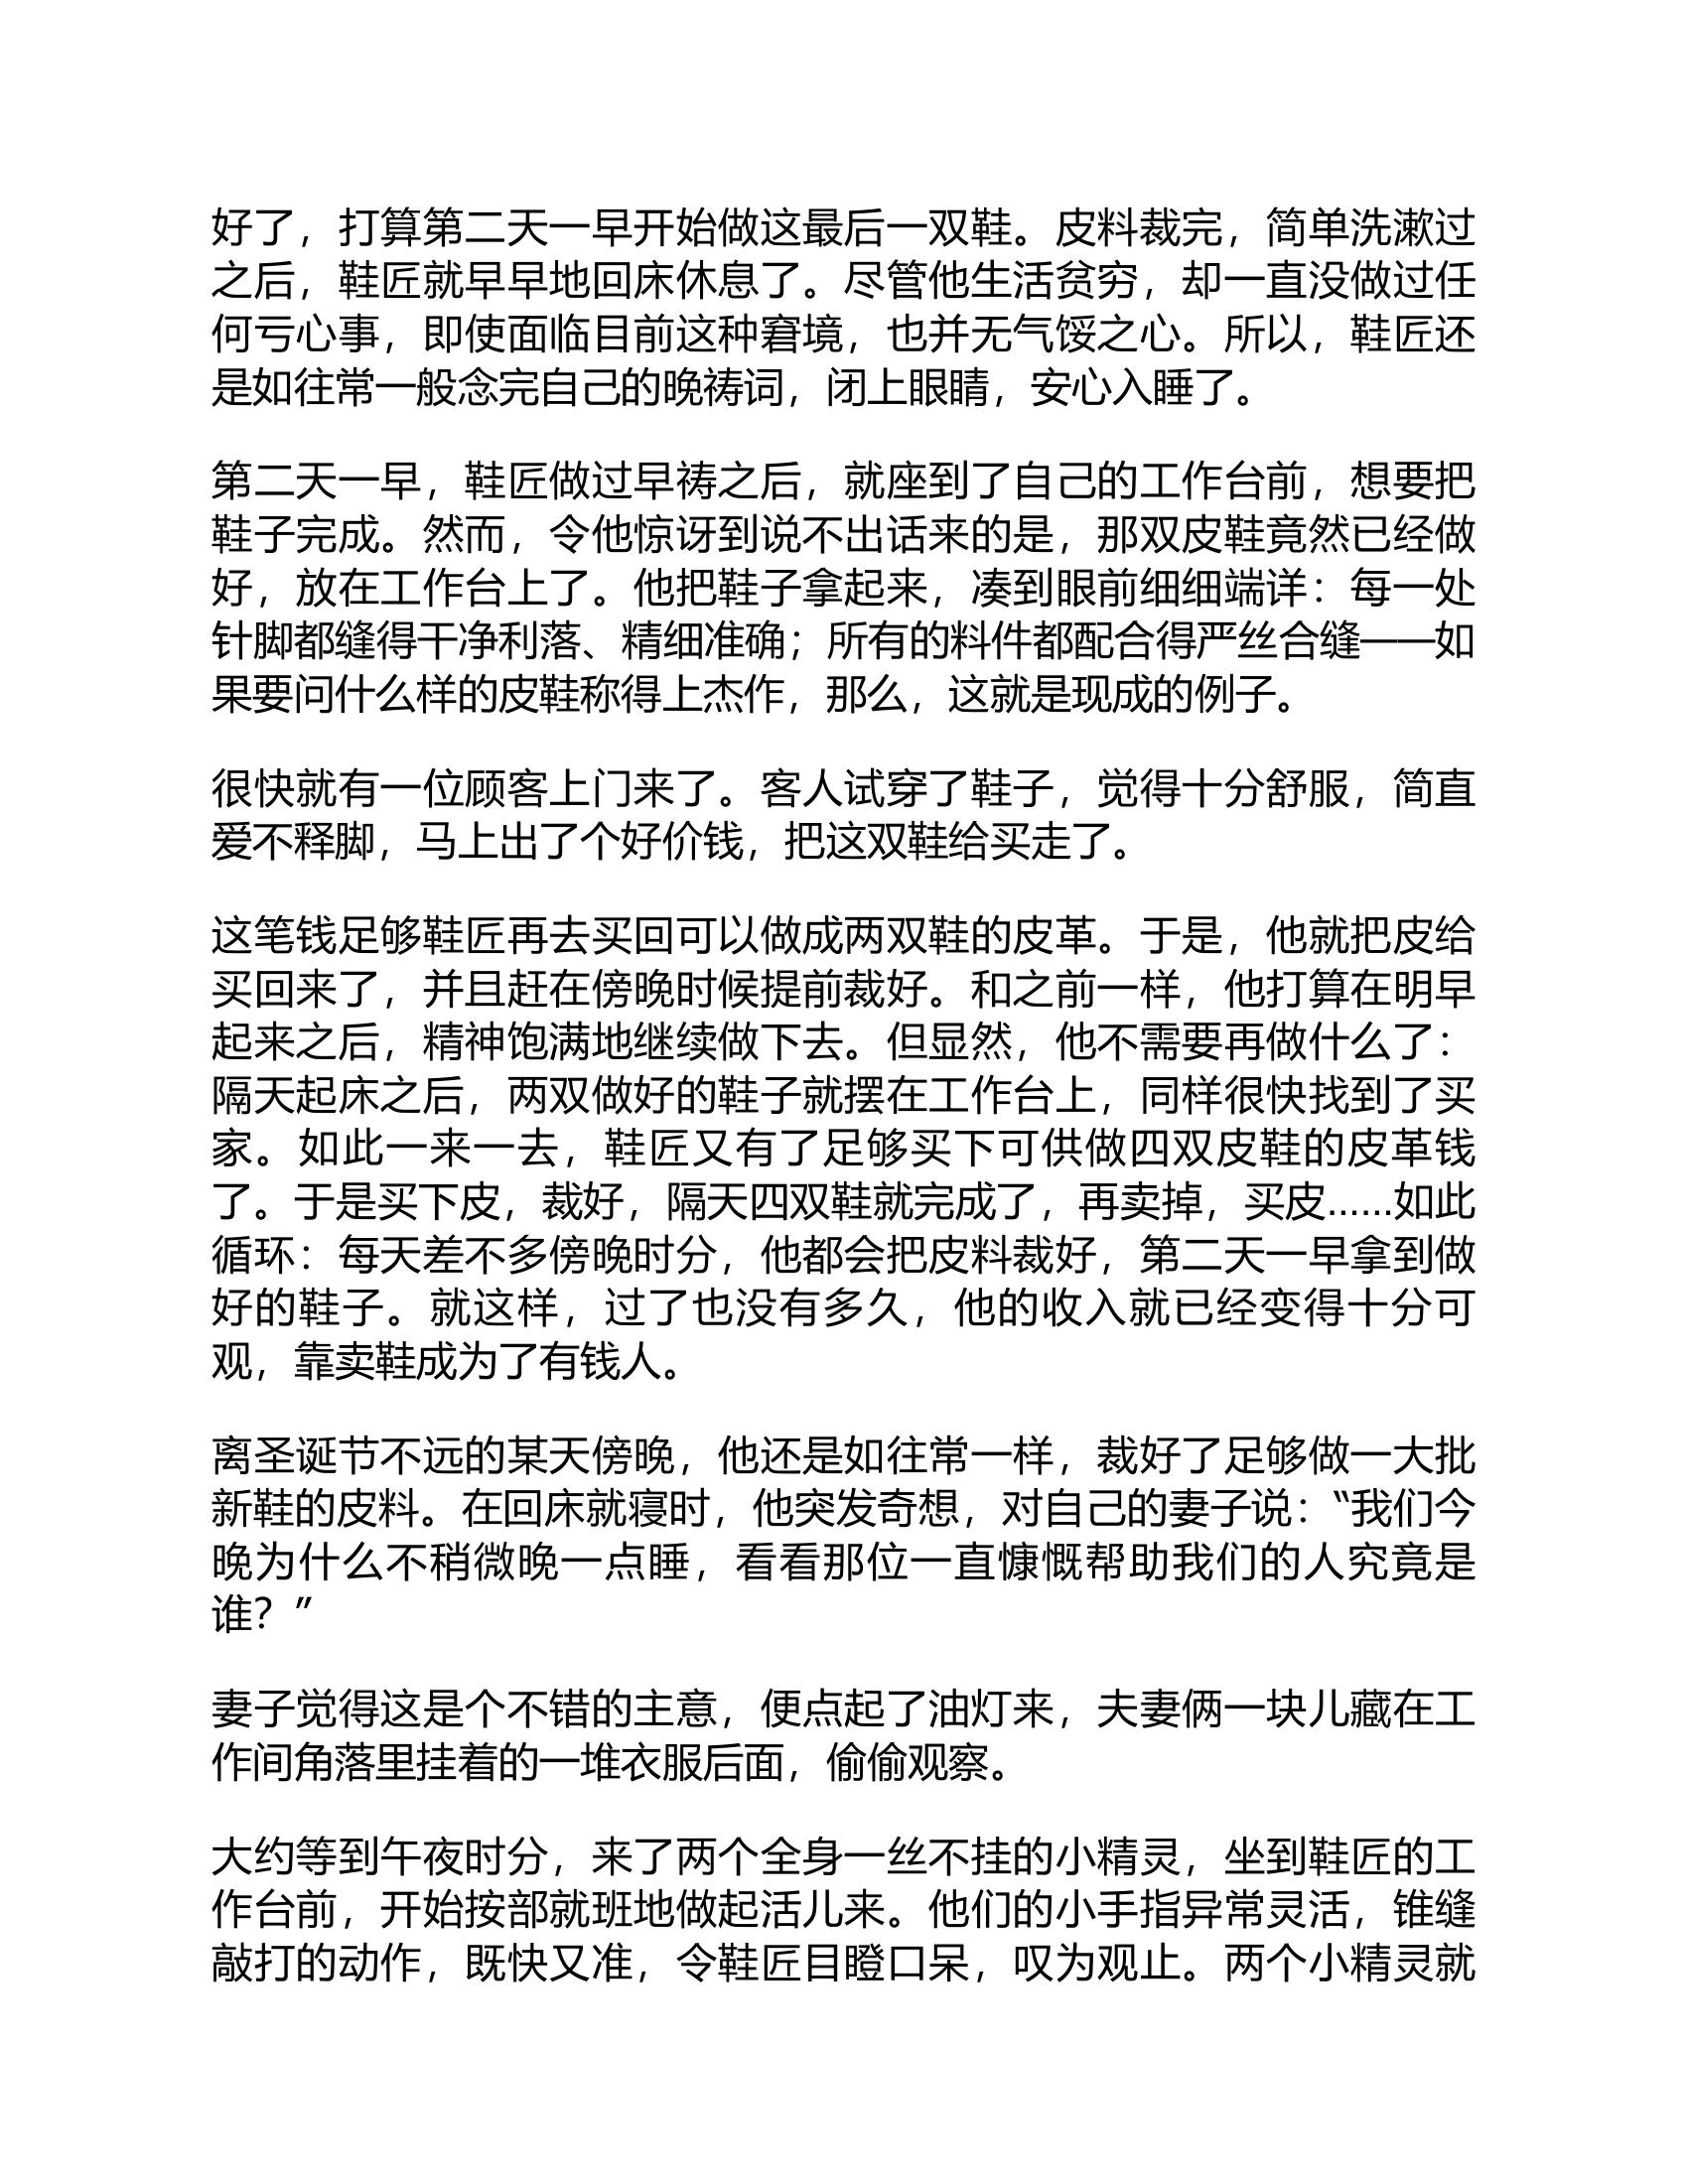 好了，打算第二天一早开始做这最后一双鞋。皮料裁完，简单洗漱过
之后，鞋匠就早早地回床休息了。尽管他生活贫穷，却一直没做过任
何亏心事，即使面临目前这种窘境，也并无气馁之心。所以，鞋匠还
是如往常一般念完自己的晚祷词，闭上眼睛，安心入睡了。
第二天一早，鞋匠做过早祷之后，就座到了自己的工作台前，想要把
鞋子完成。然而，令他惊讶到说不出话来的是，那双皮鞋竟然已经做
好，放在工作台上了。他把鞋子拿起来，凑到眼前细细端详：每一处
针脚都缝得干净利落、精细准确；所有的料件都配合得严丝合缝——如
果要问什么样的皮鞋称得上杰作，那么，这就是现成的例子。
很快就有一位顾客上门来了。客人试穿了鞋子，觉得十分舒服，简直
爱不释脚，马上出了个好价钱，把这双鞋给买走了。
这笔钱足够鞋匠再去买回可以做成两双鞋的皮革。于是，他就把皮给
买回来了，并且赶在傍晚时候提前裁好。和之前一样，他打算在明早
起来之后，精神饱满地继续做下去。但显然，他不需要再做什么了：
隔天起床之后，两双做好的鞋子就摆在工作台上，同样很快找到了买
家。如此一来一去，鞋匠又有了足够买下可供做四双皮鞋的皮革钱
了。于是买下皮，裁好，隔天四双鞋就完成了，再卖掉，买皮……如此
循环：每天差不多傍晚时分，他都会把皮料裁好，第二天一早拿到做
好的鞋子。就这样，过了也没有多久，他的收入就已经变得十分可
观，靠卖鞋成为了有钱人。
离圣诞节不远的某天傍晚，他还是如往常一样，裁好了足够做一大批
新鞋的皮料。在回床就寝时，他突发奇想，对自己的妻子说：“我们今
晚为什么不稍微晚一点睡，看看那位一直慷慨帮助我们的人究竟是
谁？”
妻子觉得这是个不错的主意，便点起了油灯来，夫妻俩一块儿藏在工
作间角落里挂着的一堆衣服后面，偷偷观察。
大约等到午夜时分，来了两个全身一丝不挂的小精灵，坐到鞋匠的工
作台前，开始按部就班地做起活儿来。他们的小手指异常灵活，锥缝
敲打的动作，既快又准，令鞋匠目瞪口呆，叹为观止。两个小精灵就